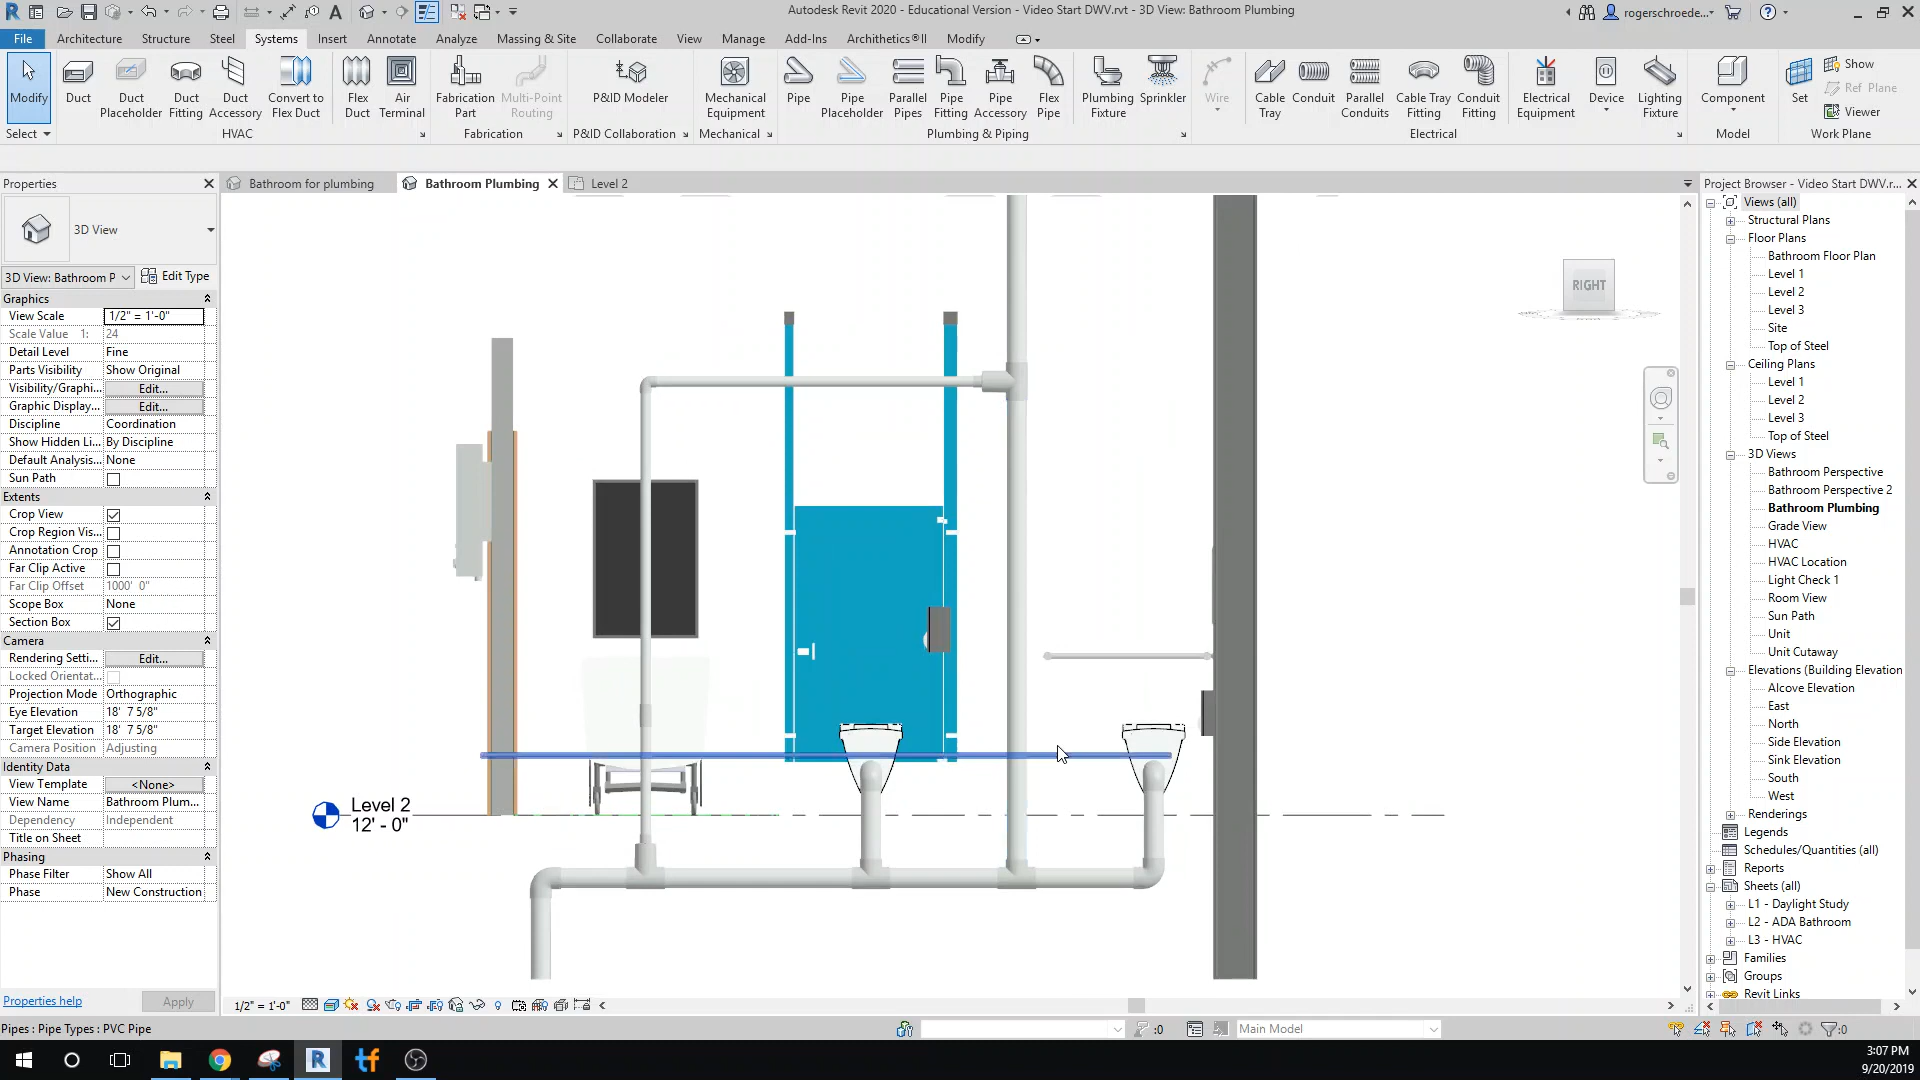 Autodesk Revit 2020 - Educational Version - Video Start DWV.rvt - 3D View: Bathroom Plumbing
rogerschroede...
File Architecture Structure Steel Systems Insert Annotate Analyze Massing & Site Collaborate View Manage Add-Ins Archithetics®II Modify
Modify
Duct
Duct Placeholder
Duct Fitting
Duct Accessory
Convert to Flex Duct
Flex Duct
Air Terminal
Fabrication Part
Multi-Point Routing
P&ID Modeler
Mechanical Equipment
Pipe
Pipe Placeholder
Parallel Pipes
Pipe Fitting
Pipe Accessory
Flex Pipe
Plumbing Fixture
Sprinkler
Wire
Cable Tray
Conduit
Parallel Conduits
Cable Tray Fitting
Conduit Fitting
Electrical Equipment
Device
Lighting Fixture
Component
Set
Show
Ref Plane
Viewer
Select HVAC Fabrication P&ID Collaboration Mechanical Plumbing & Piping Electrical Model Work Plane
Properties
Bathroom for plumbing
Bathroom Plumbing
Level 2
3D View
3D View: Bathroom P
Edit Type
Graphics
View Scale 1/2" = 1'-0"
Scale Value 1: 24
Detail Level Fine
Parts Visibility Show Original
Visibility/Graphi... Edit...
Graphic Display... Edit...
Discipline Coordination
Show Hidden Li... By Discipline
Default Analysis... None
Sun Path
Extents
Crop View
Crop Region Vis...
Annotation Crop
Far Clip Active
Far Clip Offset 1000' 0"
Scope Box None
Section Box
Camera
Rendering Setti... Edit...
Locked Orientat...
Projection Mode Orthographic
Eye Elevation 18' 7 5/8"
Target Elevation 18' 7 5/8"
Camera Position Adjusting
Identity Data
View Template <None>
View Name Bathroom Plum...
Dependency Independent
Title on Sheet
Phasing
Phase Filter Show All
Phase New Construction
Properties help
Apply
RIGHT
Level 2
12' - 0"
1/2" = 1'-0"
Project Browser - Video Start DWV.r...
Views (all)
Structural Plans
Floor Plans
Bathroom Floor Plan
Level 1
Level 2
Level 3
Site
Top of Steel
Ceiling Plans
Level 1
Level 2
Level 3
Top of Steel
3D Views
Bathroom Perspective
Bathroom Perspective 2
Bathroom Plumbing
Grade View
HVAC
HVAC Location
Light Check 1
Room View
Sun Path
Unit
Unit Cutaway
Elevations (Building Elevation
Alcove Elevation
East
North
Side Elevation
Sink Elevation
South
West
Renderings
Legends
Schedules/Quantities (all)
Reports
Sheets (all)
L1 - Daylight Study
L2 - ADA Bathroom
L3 - HVAC
Families
Groups
Revit Links
Pipes : Pipe Types : PVC Pipe
:0
Main Model
:0
3:07 PM
9/20/2019